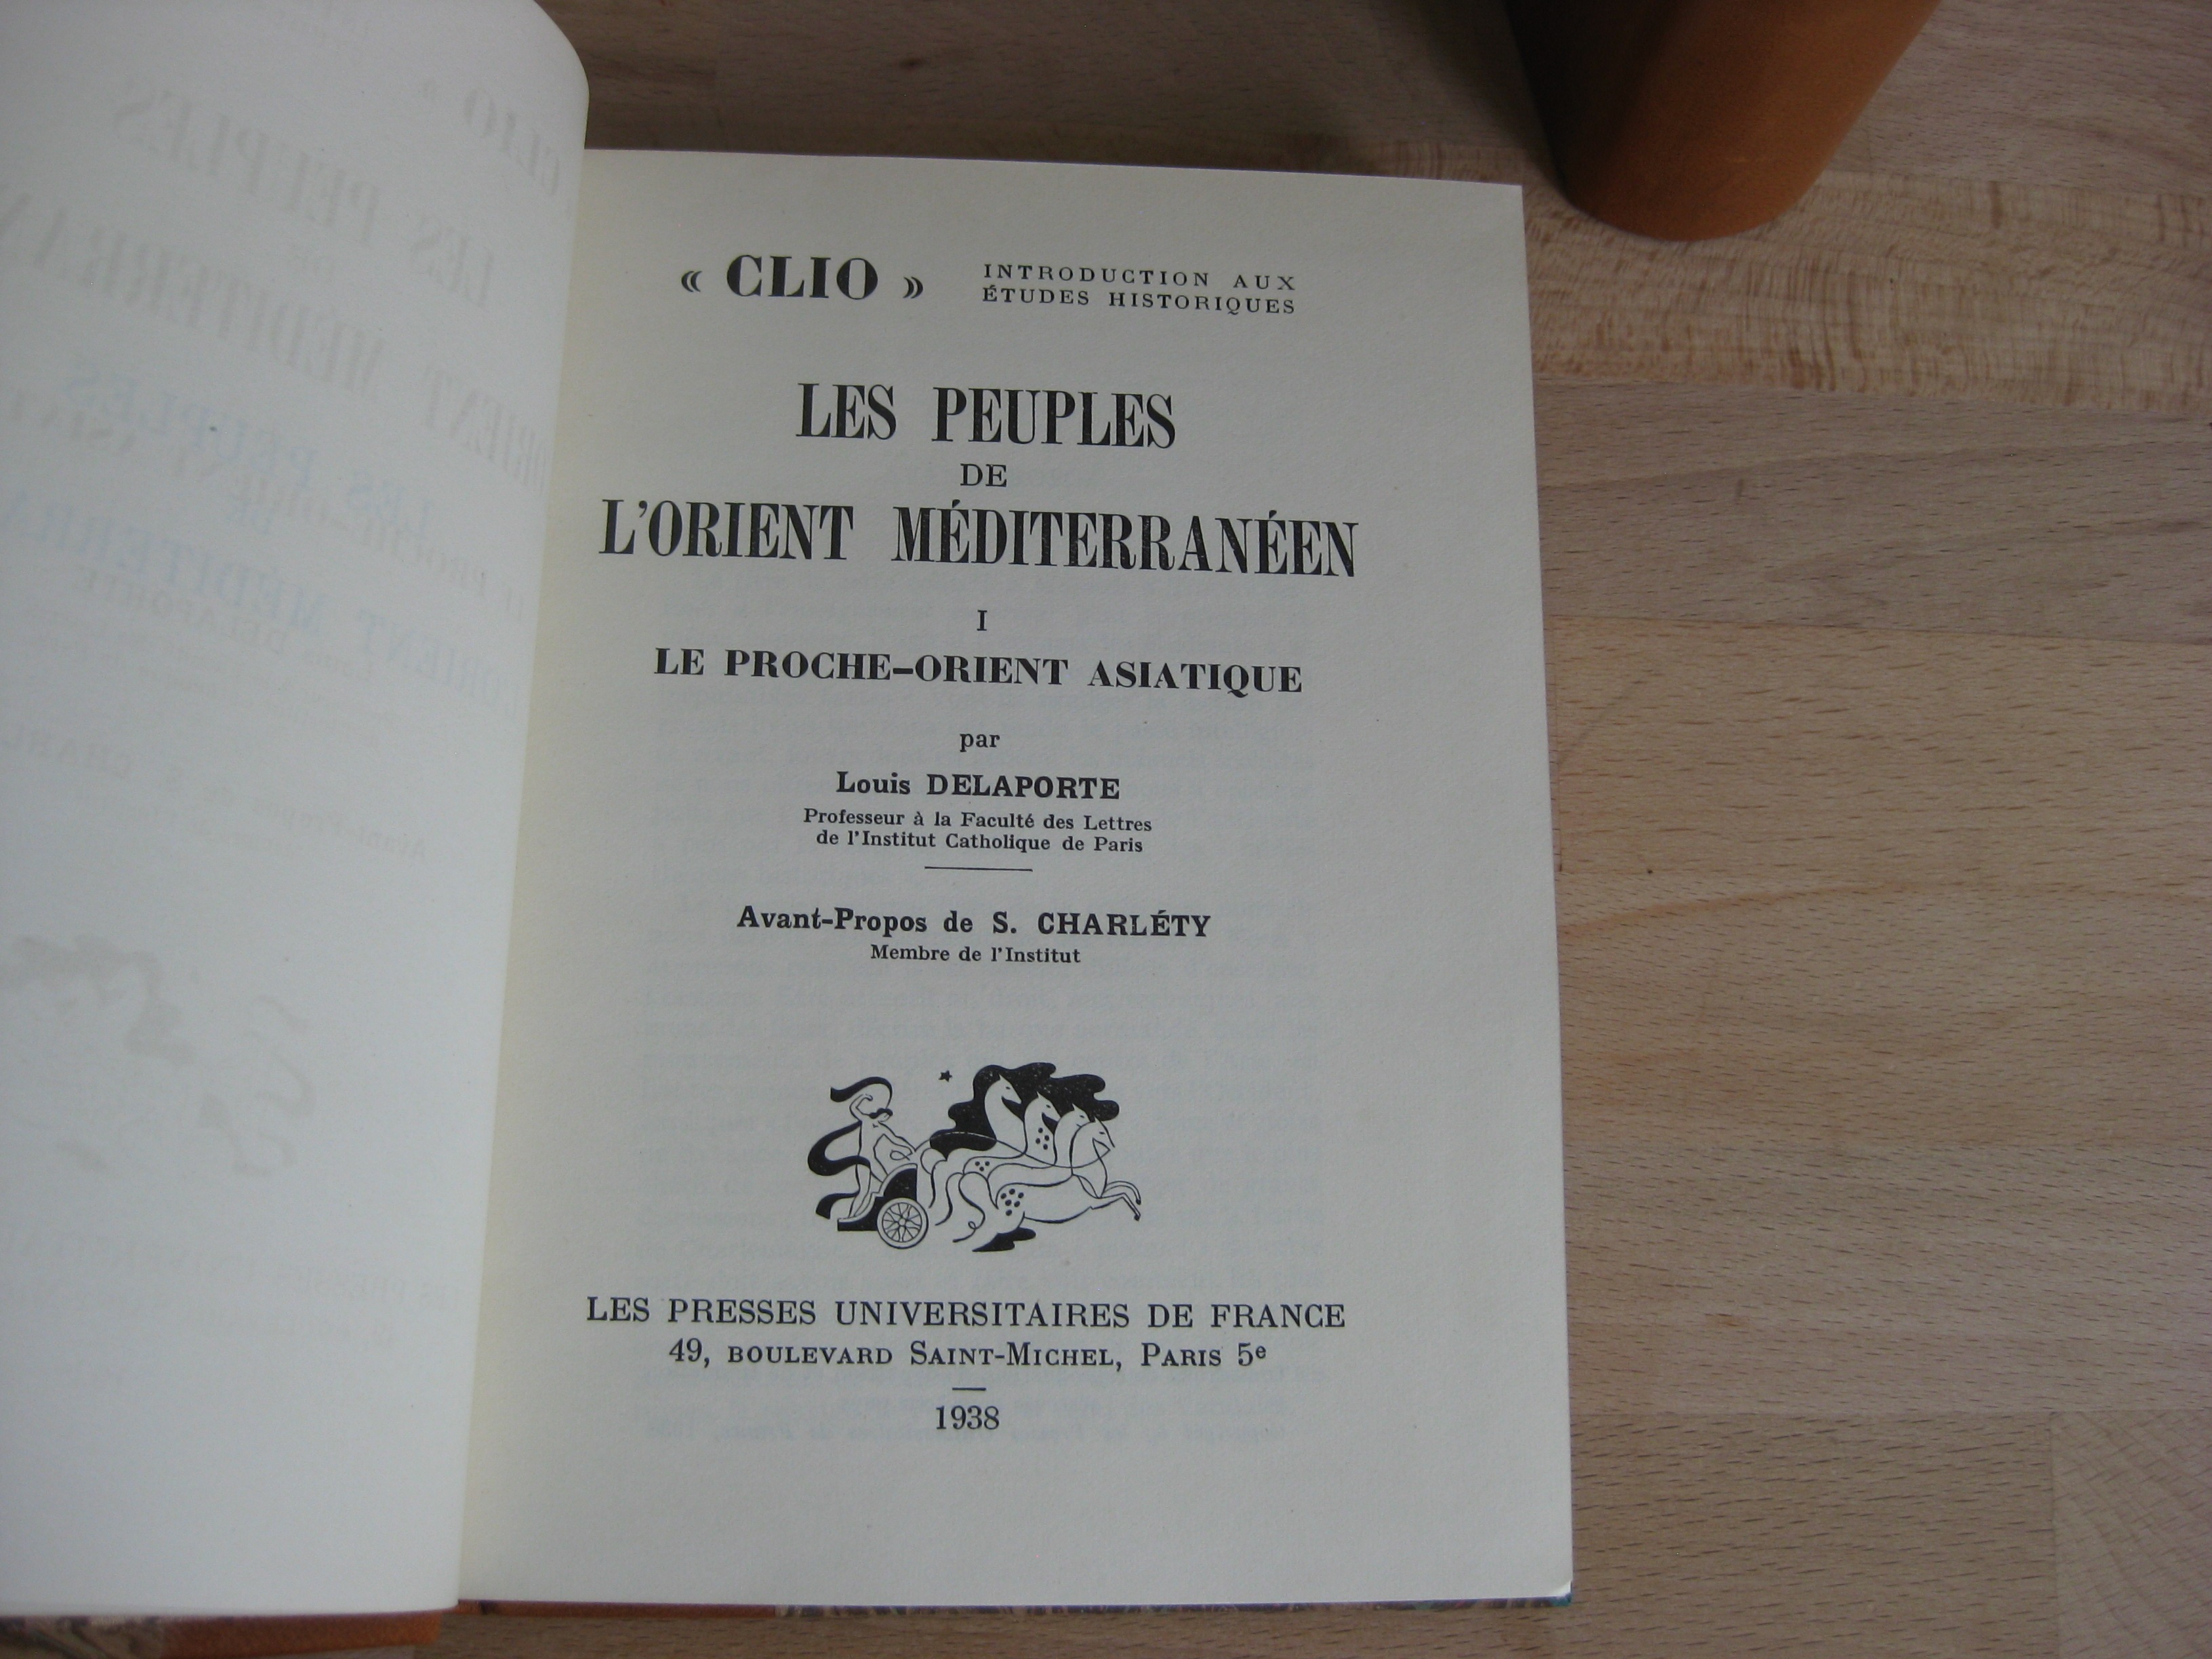 « CLIO » INTRODUCTION AUX
ÉTUDES HISTORIQUES
LES PEUPLES
DE
L'ORIENT MÉDITERRANÉEN
I
LE PROCHE-ORIENT ASIATIQUE
par
Louis DELAPORTE
Professeur à la Faculté des Lettres
de l'Institut Catholique de Paris
Avant-Propos de S. CHARLÉTY
Membre de l'Institut
LES PRESSES UNIVERSITAIRES DE FRANCE
49, BOULEVARD SAINT-MICHEL, PARIS 5e
1938